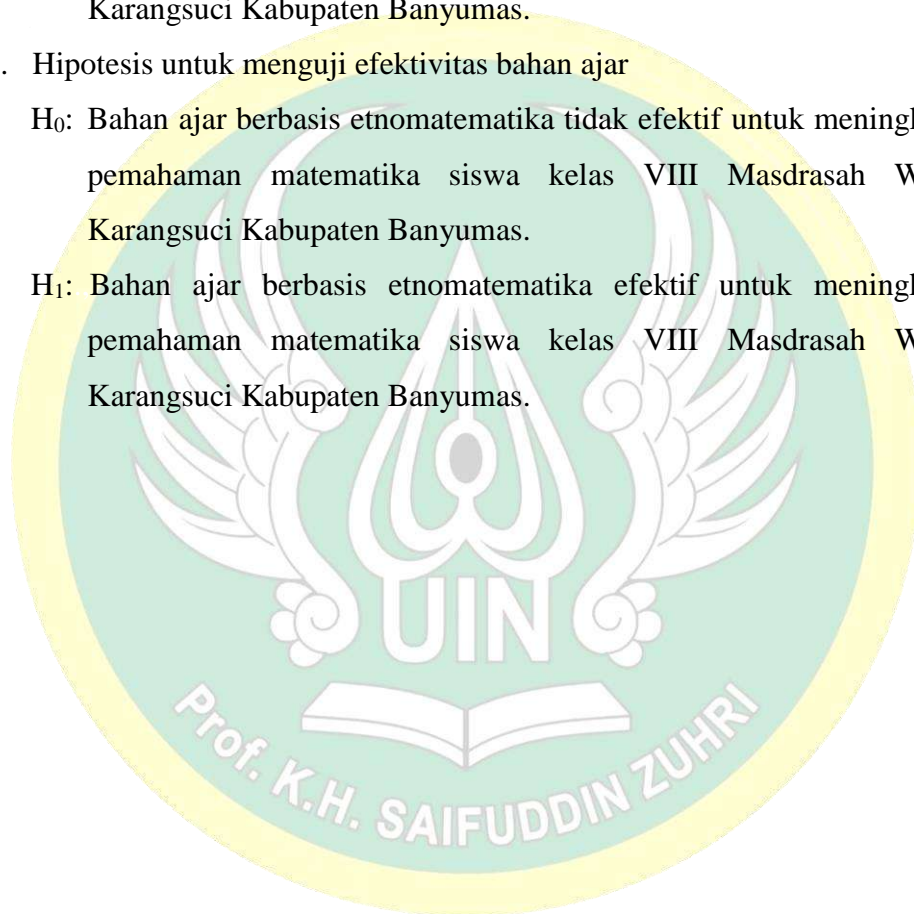 Karangsuci Kabupaten Banyumas.
. Hipotesis untuk menguji efektivitas bahan ajar
H₀: Bahan ajar berbasis etnomatematika tidak efektif untuk
pemahaman matematika siswa kelas VIII Masdrasah
Karangsuci Kabupaten Banyumas.
H₁: Bahan ajar berbasis etnomatematika efektif untuk
pemahaman matematika siswa kelas VIII Masdrasah
Karangsuci Kabupaten Banyumas.
UIN
Prof. K.H. SAIFUDDIN ZUHRI